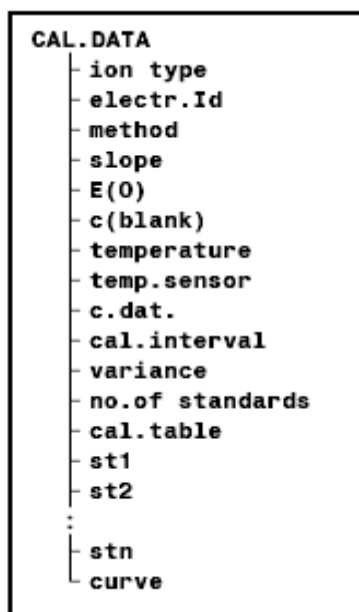 CAL.DATA
ion type
electr.Id
method
slope
E(0)
c(blank)
temperature
temp.sensor
c.dat.
cal.interval
variance
no.of standards
cal.table
st1
st2
:
stn
curve